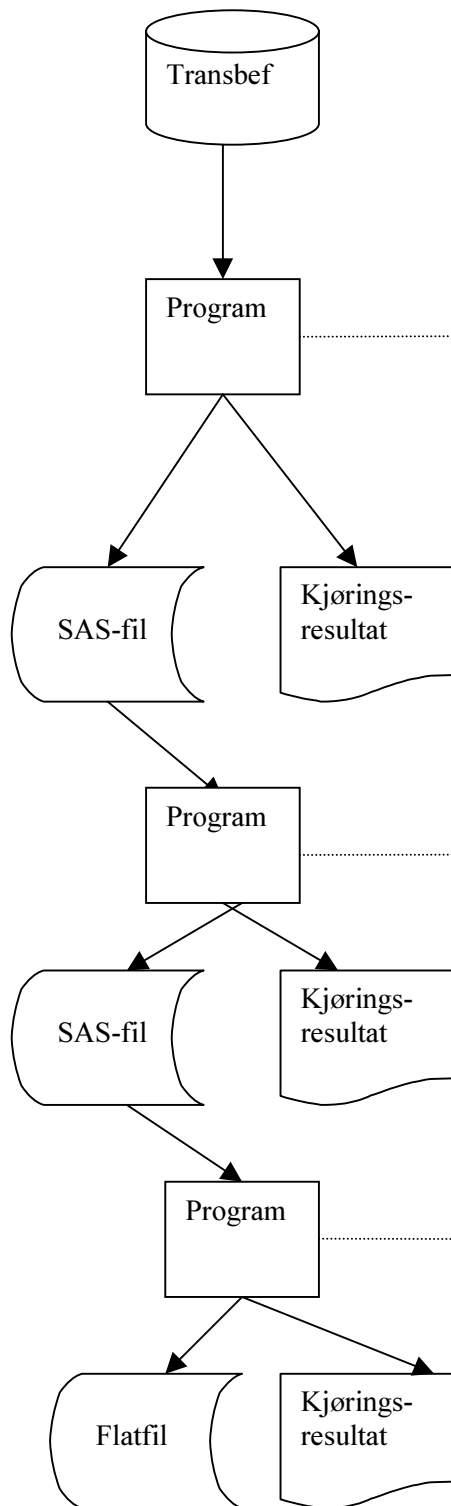 Transbef
Program
SAS-fil
Kjørings-
resultat
Program
SAS-fil
Kjørings-
resultat
Program
Flatfil
Kjørings-
resultat